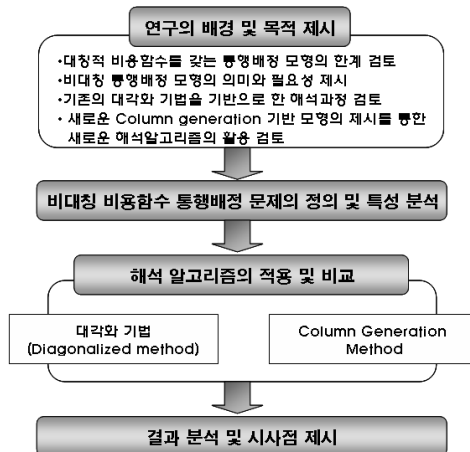 연구의 배경 및 목적 제시
•대칭적 비용함수를 갖는 통행배정 모형의 한계 검토
•비대칭 통행배정 모형의 의미와 필요성 제시
•기존의 대각화 기법을 기반으로 한 해석과정 검토
• 새로운 Column generation 기반 모형의 제시를 통한
새로운 해석알고리즘의 활용 검토
비대칭 비용함수 통행배정 문제의 정의 및 특성 분석
해석 알고리즘의 적용 및 비교
대각화 기법
(Diagonalized method)
Column Generation
Method
결과 분석 및 시사점 제시